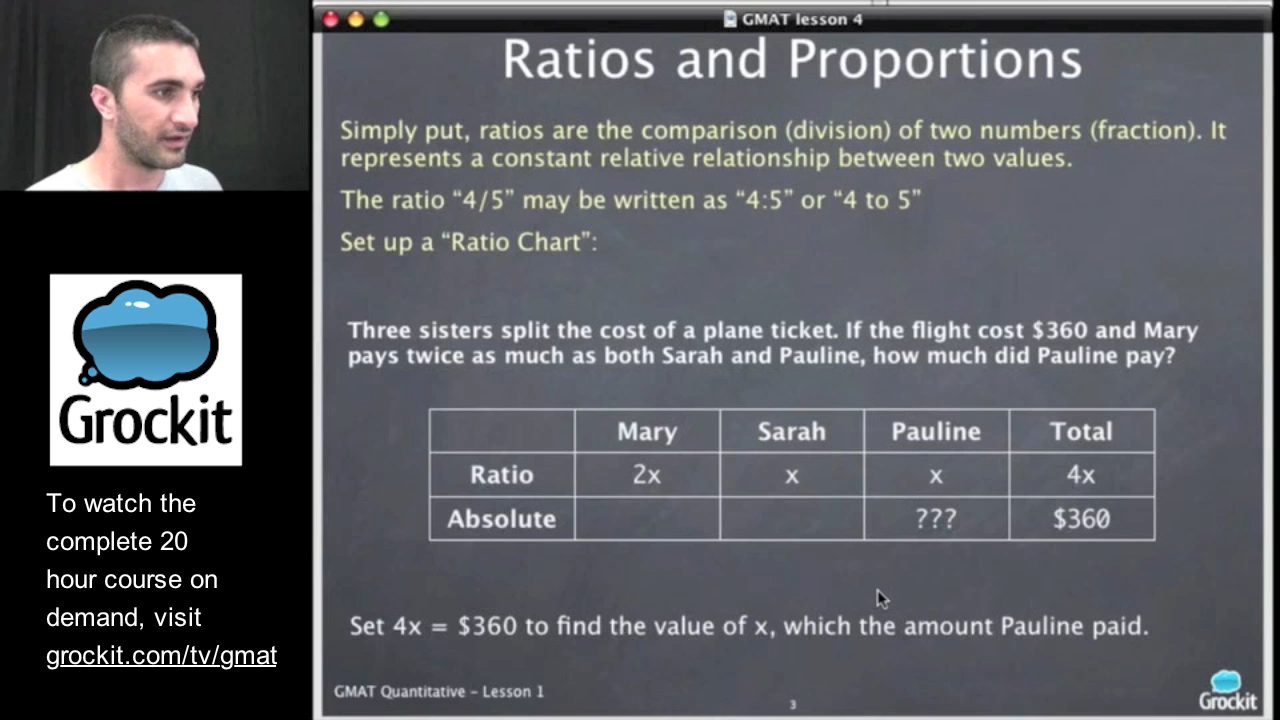 GMAT lesson 4
Ratios and Proportions
Simply put, ratios are the comparison (division) of two numbers (fraction). It
represents a constant relative relationship between two values.
The ratio “4/5” may be written as “4:5” or “4 to 5”
Set up a “Ratio Chart”:
Three sisters split the cost of a plane ticket. If the flight cost $360 and Mary
pays twice as much as both Sarah and Pauline, how much did Pauline pay?
Mary Sarah Pauline Total
Ratio 2x x x 4x
Absolute ??? $360
Set 4x = $360 to find the value of x, which the amount Pauline paid.
GMAT Quantitative – Lesson 1
3
Grockit
Grockit
To watch the
complete 20
hour course on
demand, visit
grockit.com/tv/gmat